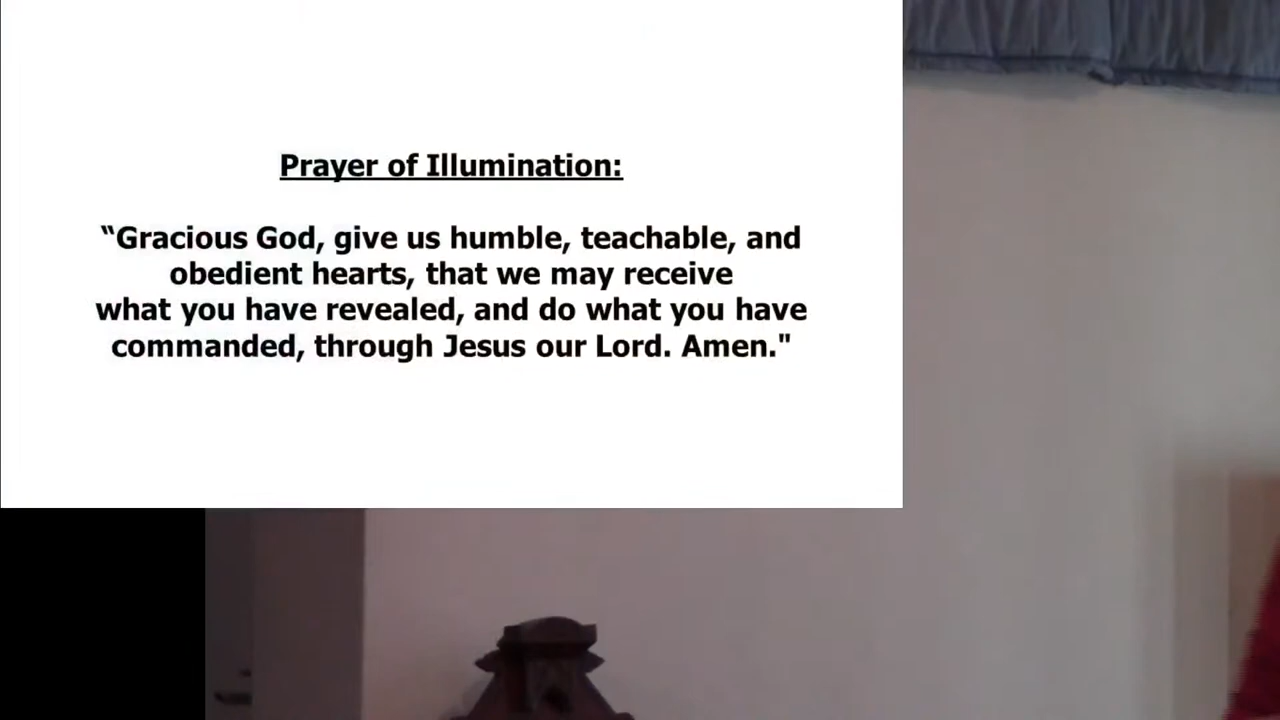 Prayer of Illumination:
“Gracious God, give us humble, teachable, and
obedient hearts, that we may receive
what you have revealed, and do what you have
commanded, through Jesus our Lord. Amen."